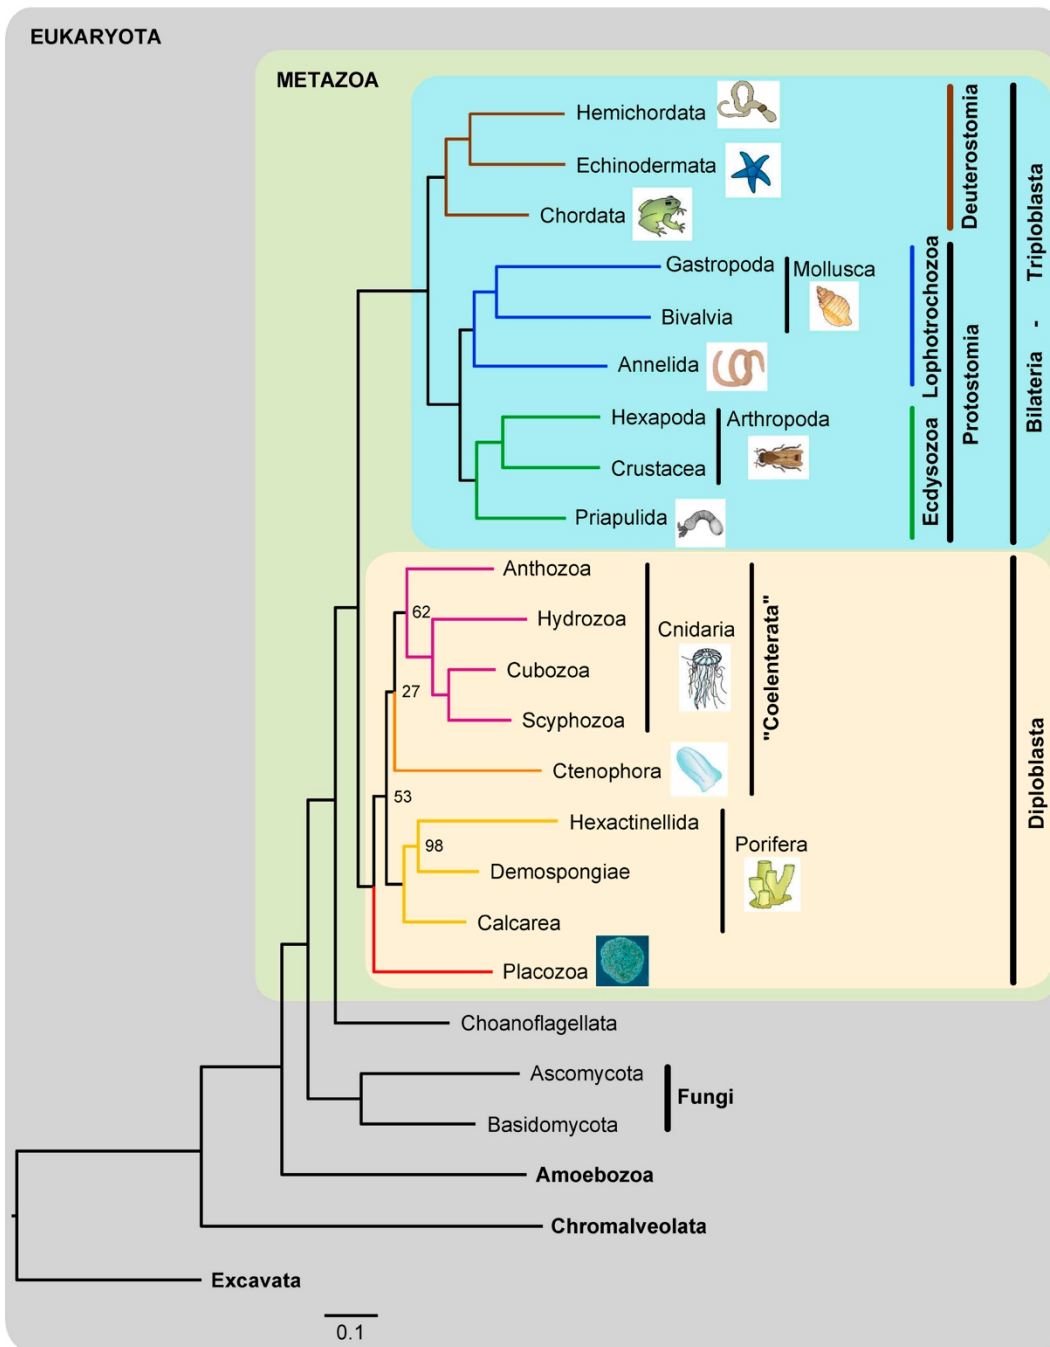 EUKARYOTA
METAZOA
Hemichordata
Echinodermata
Chordata
Deuterostomia
Gastropoda
Mollusca
Bivalvia
Annelida
Lophotrochozoa
Hexapoda
Arthropoda
Crustacea
Priapulida
Ecdysozoa
Protostomia
Bilateria - Triploblasta
Anthozoa
62
Hydrozoa
Cnidaria
Cubozoa
27
Scyphozoa
"Coelenterata"
Ctenophora
53
Hexactinellida
98
Porifera
Demospongiae
Calcarea
Placozoa
Diploblasta
Choanoflagellata
Ascomycota
Fungi
Basidomycota
Amoebozoa
Chromalveolata
Excavata
0.1